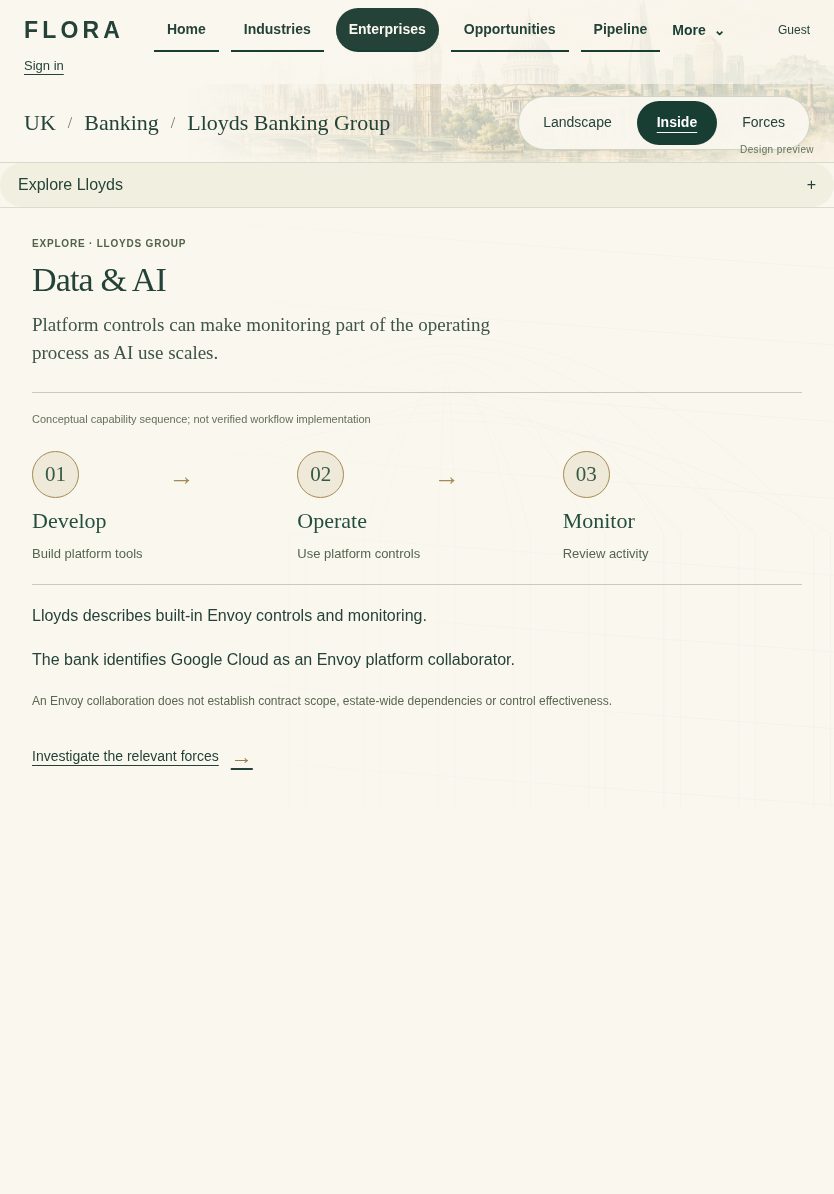 FLORA
Home
Industries
Enterprises
Opportunities
Pipeline
More
Guest
Sign in
UK / Banking / Lloyds Banking Group
Landscape
Inside
Forces
Design preview
Explore Lloyds
+
EXPLORE · LLOYDS GROUP
Data & AI
Platform controls can make monitoring part of the operating
process as AI use scales.
Conceptual capability sequence; not verified workflow implementation
01
→
02
→
03
Develop
Operate
Monitor
Build platform tools
Use platform controls
Review activity
Lloyds describes built-in Envoy controls and monitoring.
The bank identifies Google Cloud as an Envoy platform collaborator.
An Envoy collaboration does not establish contract scope, estate-wide dependencies or control effectiveness.
Investigate the relevant forces →